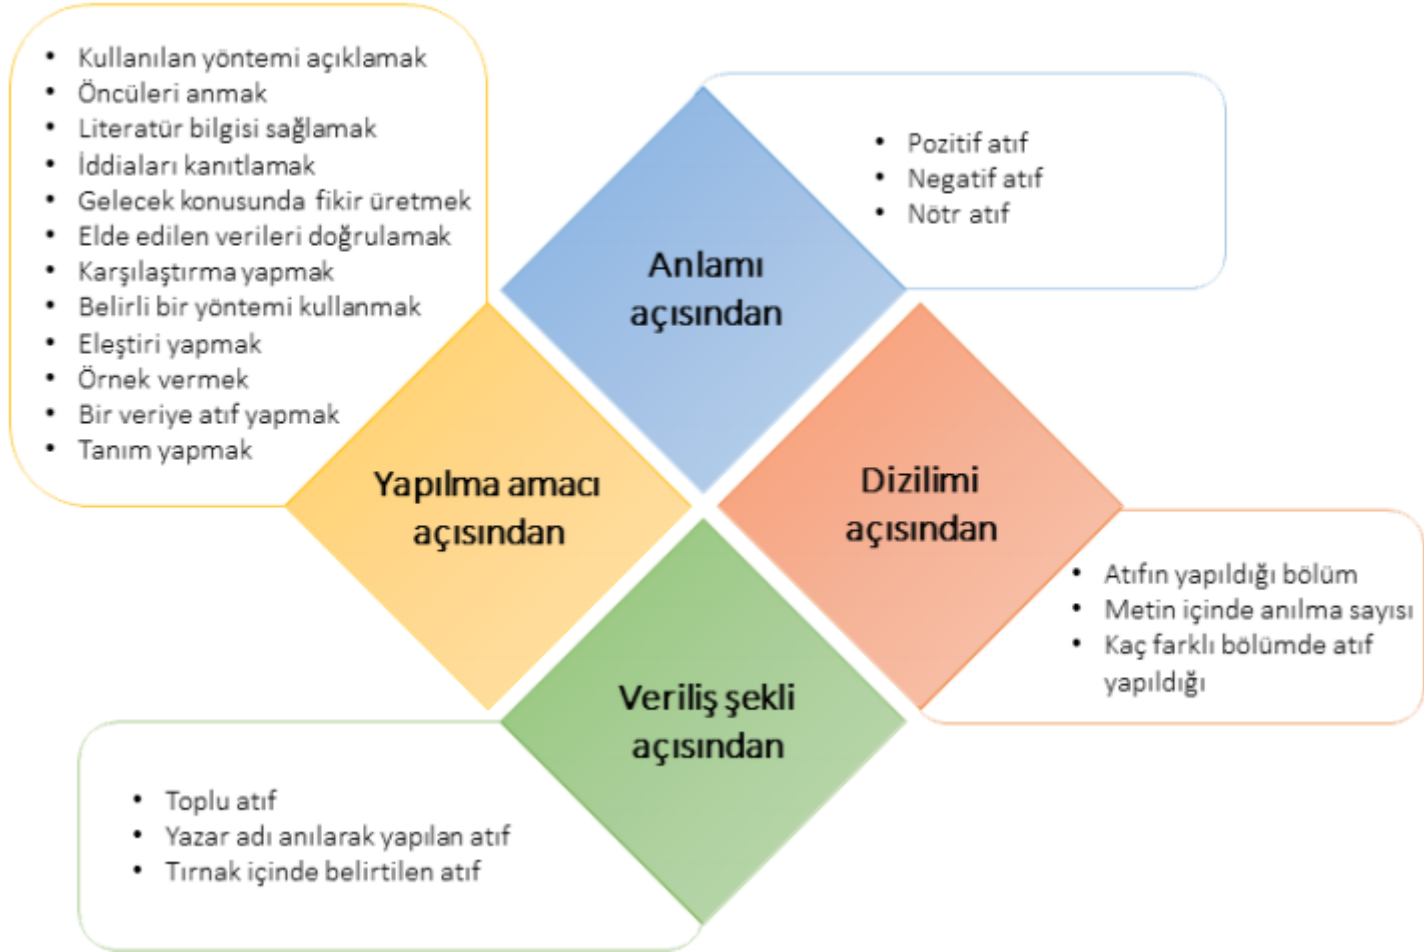 • Kullanılan yöntemi açıklamak
• Öncüleri anmak
• Literatür bilgisi sağlamak
• İddiaları kanıtlamak
• Gelecek konusunda fikir üretmek
• Elde edilen verileri doğrulamak
• Karşılaştırma yapmak
• Belirli bir yöntemi kullanmak
• Eleştiri yapmak
• Örnek vermek
• Bir veriye atıf yapmak
• Tanım yapmak
Yapılma amacı
açısından
Anlamı
açısından
• Pozitif atıf
• Negatif atıf
• Nötr atıf
Dizilimi
açısından
• Atıfın yapıldığı bölüm
• Metin içinde anılma sayısı
• Kaç farklı bölümde atıf
yapıldığı
Veriliş şekli
açısından
• Toplu atıf
• Yazar adı anılarak yapılan atıf
• Tırnak içinde belirtilen atıf